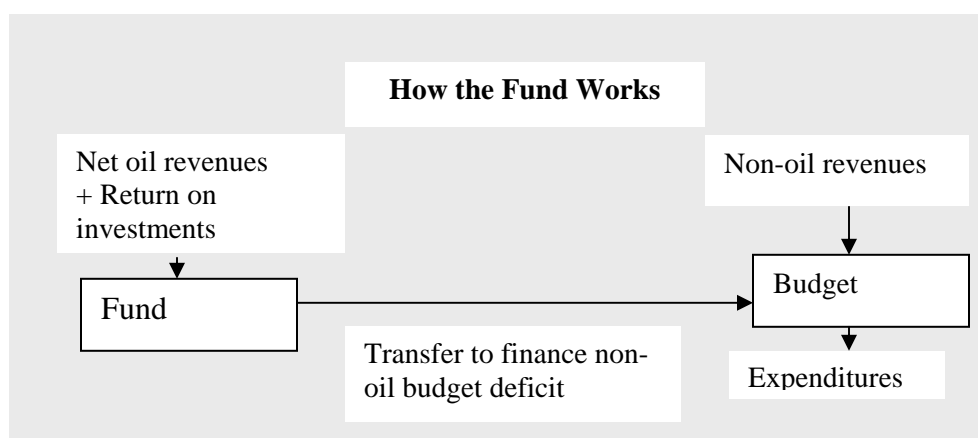 How the Fund Works
Net oil revenues
+ Return on
investments
Non-oil revenues
Fund
Budget
Transfer to finance non-
oil budget deficit
Expenditures